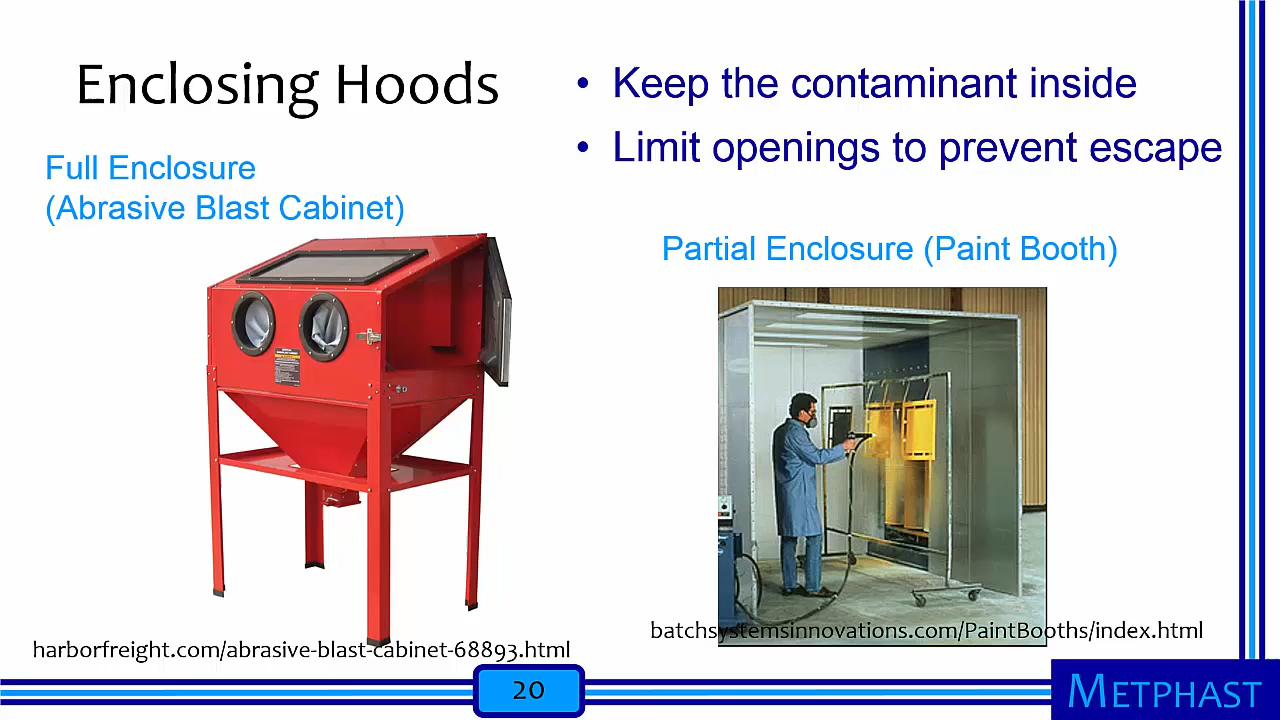 Enclosing Hoods
• Keep the contaminant inside
• Limit openings to prevent escape
Full Enclosure
(Abrasive Blast Cabinet)
Partial Enclosure (Paint Booth)
harborfreight.com/abrasive-blast-cabinet-68893.html
batchsystemsinnovations.com/PaintBooths/index.html
20
METPHAST